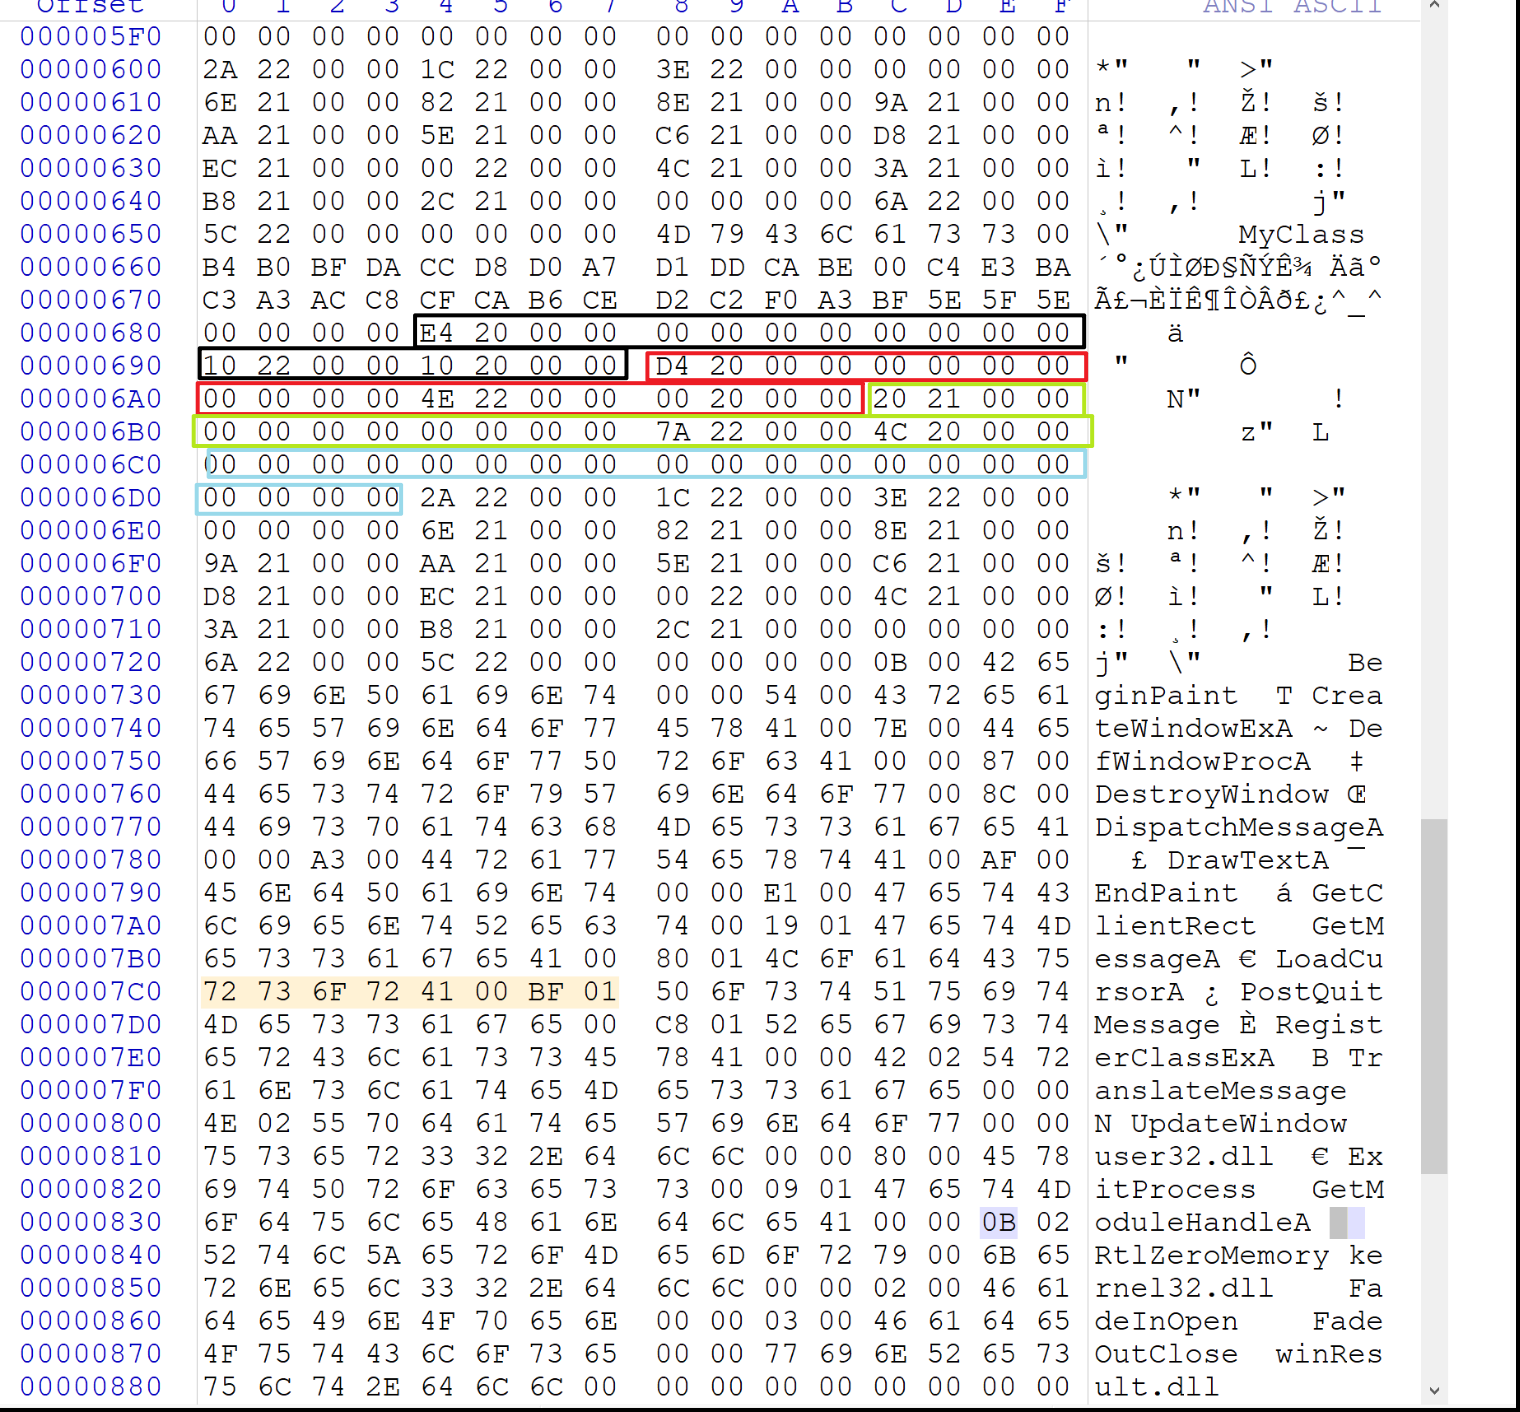 Offset 0 1 2 3 4 5 6 7 8 9 A B C D E F ANSI ASCII
000005F0 00 00 00 00 00 00 00 00 00 00 00 00 00 00 00 00
00000600 2A 22 00 00 1C 22 00 00 3E 22 00 00 00 00 00 00 *" " >"
00000610 6E 21 00 00 82 21 00 00 8E 21 00 00 9A 21 00 00 n! ‚! Ž! š!
00000620 AA 21 00 00 5E 21 00 00 C6 21 00 00 D8 21 00 00 ª! ^! Æ! Ø!
00000630 EC 21 00 00 00 22 00 00 4C 21 00 00 3A 21 00 00 ì! " L! :!
00000640 B8 21 00 00 2C 21 00 00 00 00 00 00 6A 22 00 00 ¸! ,! j"
00000650 5C 22 00 00 00 00 00 00 4D 79 43 6C 61 73 73 00 \" MyClass
00000660 B4 B0 BF DA CC D8 D0 A7 D1 DD CA BE 00 C4 E3 BA ´°¿ÚÌØÐ§ÑÝÊ¾ Äãº
00000670 C3 A3 AC C8 CF CA B6 CE D2 C2 F0 A3 BF 5E 5F 5E Ã£¬ÈÏÊ¶ÎÒÂð£¿^_^
00000680 00 00 00 00 E4 20 00 00 00 00 00 00 00 00 00 00 ä
00000690 10 22 00 00 10 20 00 00 D4 20 00 00 00 00 00 00 " Ô
000006A0 00 00 00 00 4E 22 00 00 00 20 00 00 20 21 00 00 N" !
000006B0 00 00 00 00 00 00 00 00 7A 22 00 00 4C 20 00 00 z" L
000006C0 00 00 00 00 00 00 00 00 00 00 00 00 00 00 00 00
000006D0 00 00 00 00 2A 22 00 00 1C 22 00 00 3E 22 00 00 *" " >"
000006E0 00 00 00 00 6E 21 00 00 82 21 00 00 8E 21 00 00 n! ‚! Ž!
000006F0 9A 21 00 00 AA 21 00 00 5E 21 00 00 C6 21 00 00 š! ª! ^! Æ!
00000700 D8 21 00 00 EC 21 00 00 00 22 00 00 4C 21 00 00 Ø! ì! " L!
00000710 3A 21 00 00 B8 21 00 00 2C 21 00 00 00 00 00 00 :! ¸! ,!
00000720 6A 22 00 00 5C 22 00 00 00 00 00 00 0B 00 42 65 j" \" Be
00000730 67 69 6E 50 61 69 6E 74 00 00 54 00 43 72 65 61 ginPaint T Crea
00000740 74 65 57 69 6E 64 6F 77 45 78 41 00 7E 00 44 65 teWindowExA ~ De
00000750 66 57 69 6E 64 6F 77 50 72 6F 63 41 00 00 87 00 fWindowProcA ‡
00000760 44 65 73 74 72 6F 79 57 69 6E 64 6F 77 00 8C 00 DestroyWindow Œ
00000770 44 69 73 70 61 74 63 68 4D 65 73 73 61 67 65 41 DispatchMessageA
00000780 00 00 A3 00 44 72 61 77 54 65 78 74 41 00 AF 00 £ DrawTextA ¯
00000790 45 6E 64 50 61 69 6E 74 00 00 E1 00 47 65 74 43 EndPaint á GetC
000007A0 6C 69 65 6E 74 52 65 63 74 00 19 01 47 65 74 4D lientRect GetM
000007B0 65 73 73 61 67 65 41 00 80 01 4C 6F 61 64 43 75 essageA € LoadCu
000007C0 72 73 6F 72 41 00 BF 01 50 6F 73 74 51 75 69 74 rsorA ¿ PostQuit
000007D0 4D 65 73 73 61 67 65 00 C8 01 52 65 67 69 73 74 Message È Regist
000007E0 65 72 43 6C 61 73 73 45 78 41 00 00 42 02 54 72 erClassExA B Tr
000007F0 61 6E 73 6C 61 74 65 4D 65 73 73 61 67 65 00 00 anslateMessage
00000800 4E 02 55 70 64 61 74 65 57 69 6E 64 6F 77 00 00 N UpdateWindow
00000810 75 73 65 72 33 32 2E 64 6C 6C 00 00 80 00 45 78 user32.dll € Ex
00000820 69 74 50 72 6F 63 65 73 73 00 09 01 47 65 74 4D itProcess GetM
00000830 6F 64 75 6C 65 48 61 6E 64 6C 65 41 00 00 0B 02 oduleHandleA
00000840 52 74 6C 5A 65 72 6F 4D 65 6D 6F 72 79 00 6B 65 RtlZeroMemory ke
00000850 72 6E 65 6C 33 32 2E 64 6C 6C 00 00 02 00 46 61 rnel32.dll Fa
00000860 64 65 49 6E 4F 70 65 6E 00 00 03 00 46 61 64 65 deInOpen Fade
00000870 4F 75 74 43 6C 6F 73 65 00 00 77 69 6E 52 65 73 OutClose winRes
00000880 75 6C 74 2E 64 6C 6C 00 00 00 00 00 00 00 00 00 ult.dll